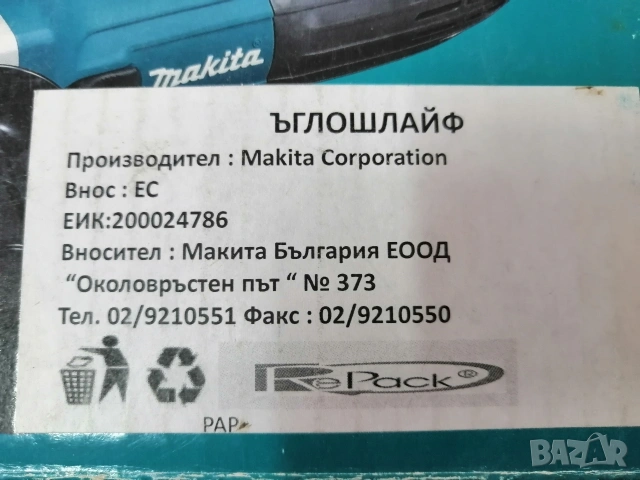 makita
ЪГЛОШЛАЙФ
Производител : Makita Corporation
Внос : ЕС
ЕИК:200024786
Вносител : Макита България ЕООД
“Околовръстен път “ № 373
Тел. 02/9210551 Факс : 02/9210550
RePack®
PAP
BAZAR